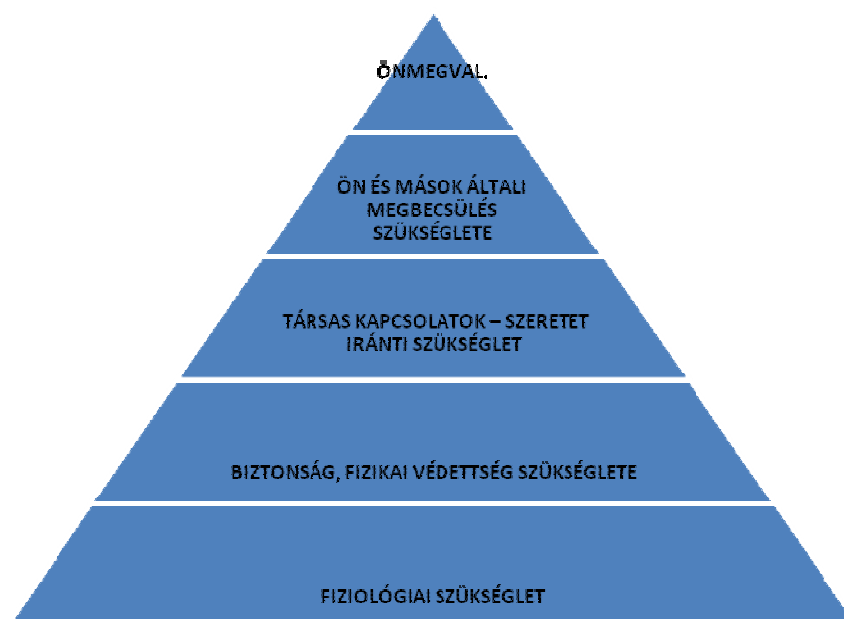 ÖNMEGVAL.
ÖN ÉS MÁSOK ÁLTALI
MEGBECSÜLÉS
SZÜKSÉGLETE
TÁRSAS KAPCSOLATOK – SZERETET
IRÁNTI SZÜKSÉGLET
BIZTONSÁG, FIZIKAI VÉDETTSÉG SZÜKSÉGLETE
FIZIOLÓGIAI SZÜKSÉGLET